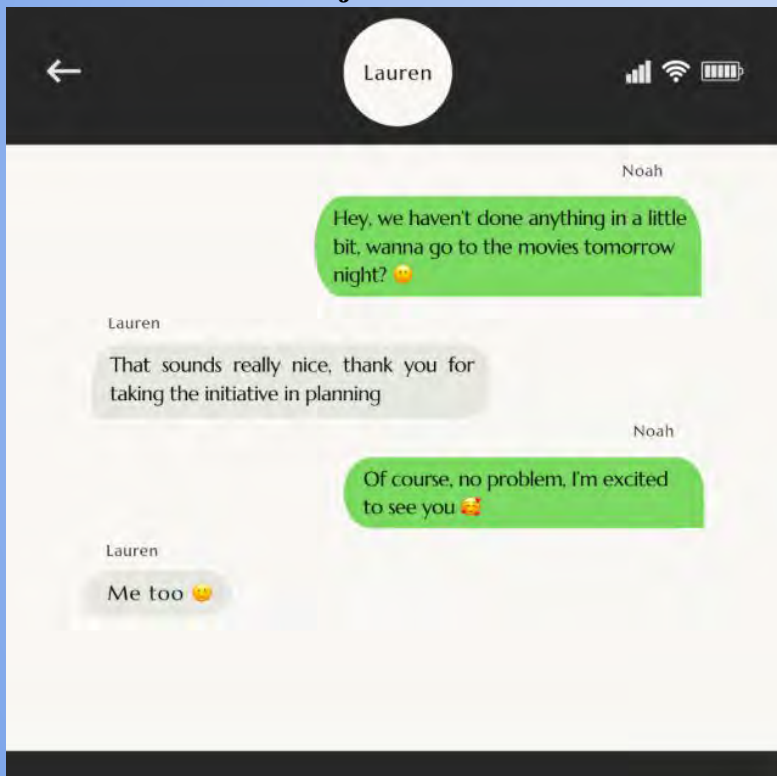 Lauren
Noah
Hey, we haven't done anything in a little
bit, wanna go to the movies tomorrow
night? 🙂
Lauren
That sounds really nice, thank you for
taking the initiative in planning
Noah
Of course, no problem, I'm excited
to see you 🥰
Lauren
Me too 🙂